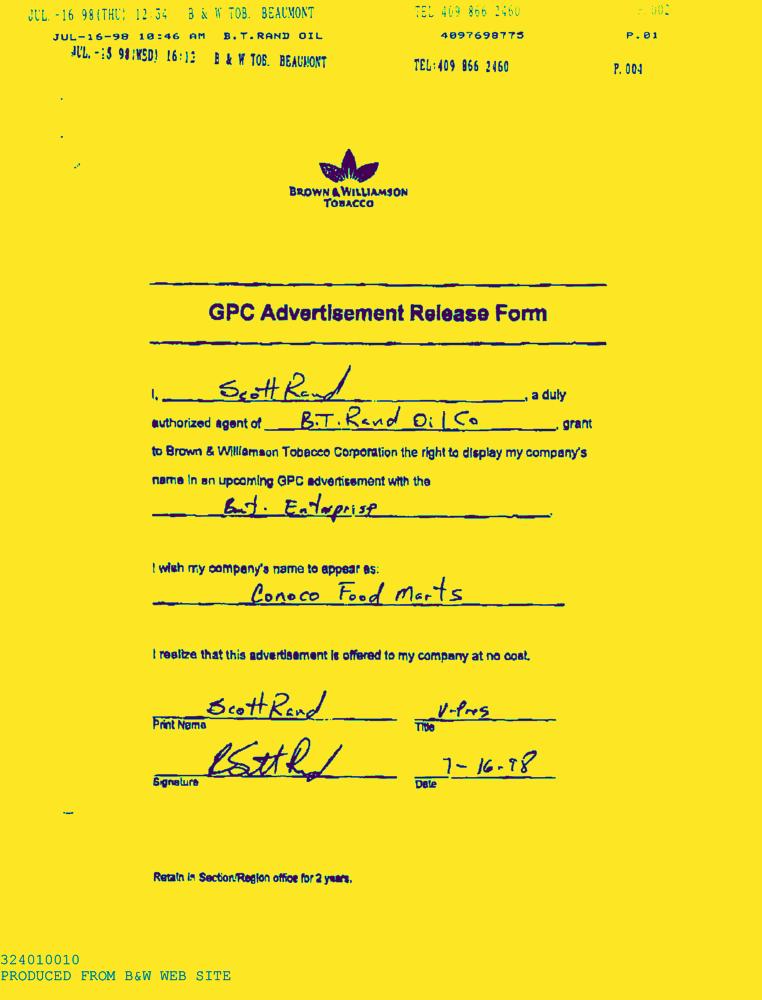 JUL.-16 98(THU) 12:54 B & W TOB. BEAUMONT TEL 409 866 2460 P. 002
JUL-16-98 10:46 AM B.T.RAND OIL 4097698775 P.01
JUL.-15 98(WED) 16:13 B & W TOB. BEAUMONT TEL:409 866 2460 P. 004
BROWN & WILLIAMSON
TOBACCO
GPC Advertisement Release Form
I, Scott Rand, a duly
authorized agent of B.T. Rand Oil Co, grant
to Brown & Williamson Tobacco Corporation the right to display my company's
name in an upcoming GPC advertisement with the
Enterprise
I wish my company's name to appear as:
Conoco Food Marts
I realize that this advertisement is offered to my company at no cost.
Scott Rand V-Pres
Print Name Title
7-16-98
Signature Date
Retain in Section/Region office for 2 years.
324010010
PRODUCED FROM B&W WEB SITE